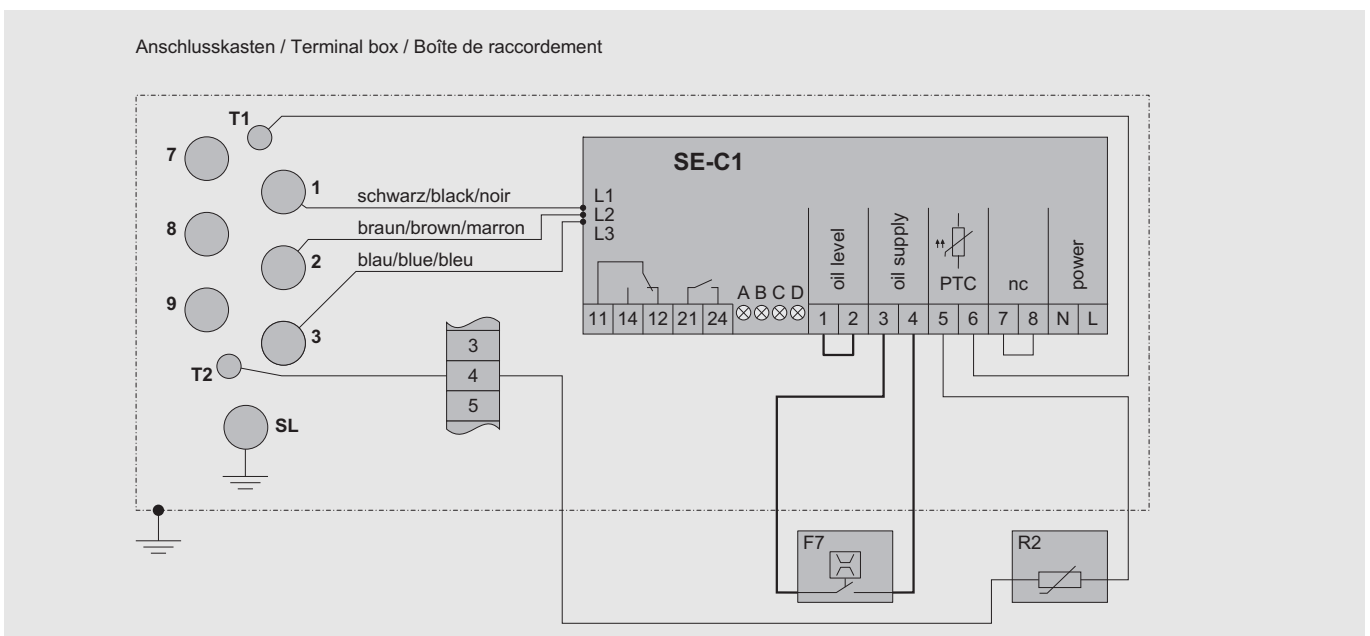 Anschlusskasten / Terminal box / Boîte de raccordement
T1
7
1
schwarz/black/noir
SE-C1
L1
L2
L3
8
braun/brown/marron
2
blau/blue/bleu
9
3
T2
SL
oil level
oil supply
PTC
nc
power
A B C D
11 14 12 21 24
1 2 3 4 5 6 7 8 N L
3
4
5
F7
R2